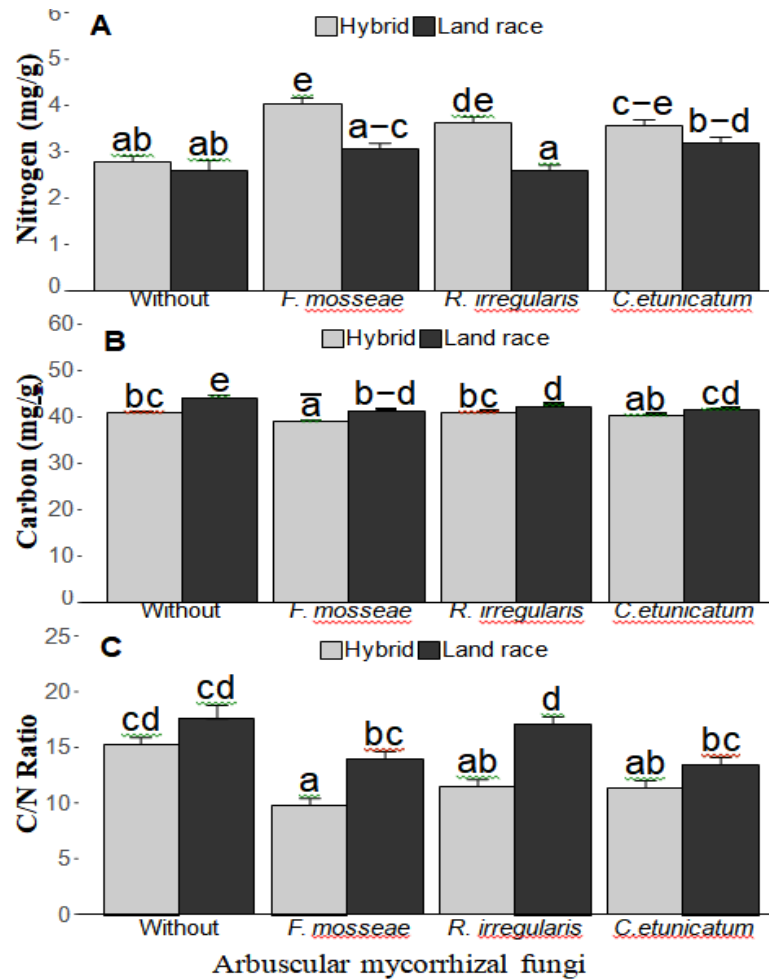 A
Hybrid Land race
Nitrogen (mg/g)
6
5
4
3
2
1
0
ab ab e a-c de a c-e b-d
Without F. mosseae R. irregularis C.etunicatum
B
Hybrid Land race
Carbon (mg/g)
60
50
40
30
20
10
0
bc e a b-d bc d ab cd
Without F. mosseae R. irregularis C.etunicatum
C
Hybrid Land race
C/N Ratio
25
20
15
10
5
0
cd cd a bc ab d ab bc
Without F. mosseae R. irregularis C.etunicatum
Arbuscular mycorrhizal fungi